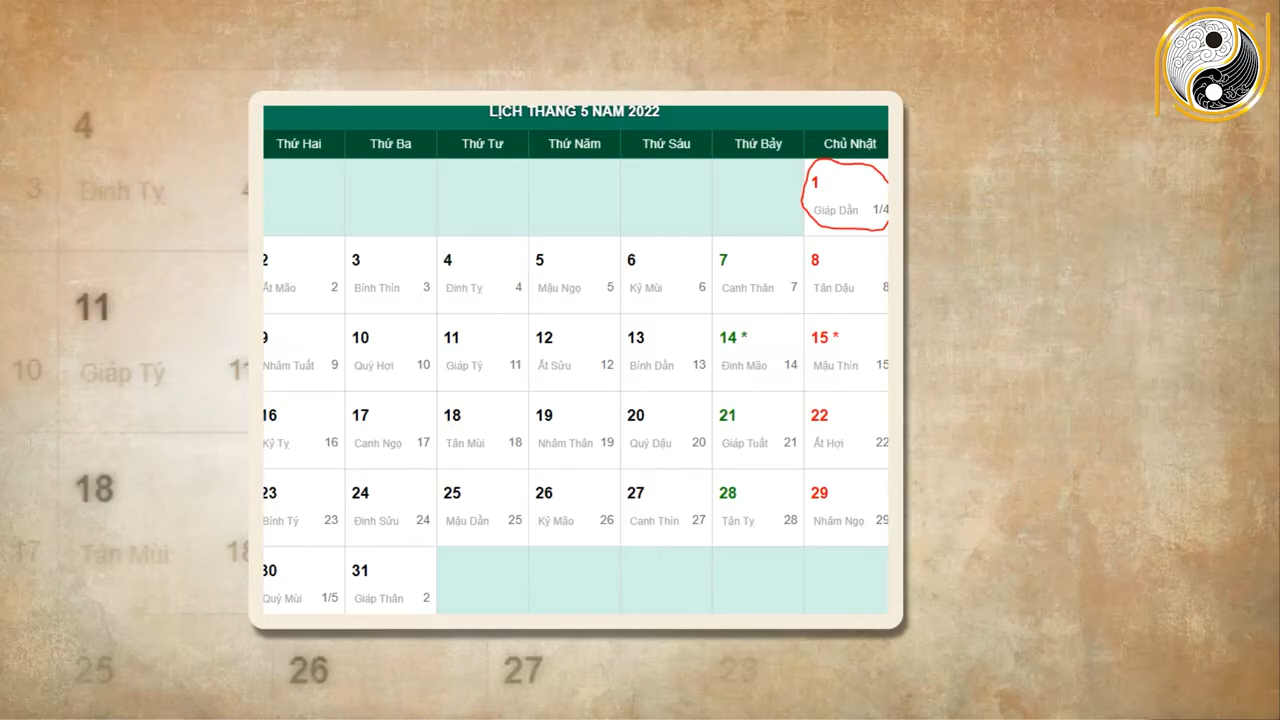 LỊCH THÁNG 5 NĂM 2022
Thứ Hai Thứ Ba Thứ Tư Thứ Năm Thứ Sáu Thứ Bảy Chủ Nhật
1
Giáp Dần 1/4
2 3 4 5 6 7 8
Ất Mão 2 Bính Thìn 3 Đinh Tỵ 4 Mậu Ngọ 5 Kỷ Mùi 6 Canh Thân 7 Tân Dậu 8
9 10 11 12 13 14 * 15 *
Nhâm Tuất 9 Quý Hợi 10 Giáp Tý 11 Ất Sửu 12 Bính Dần 13 Đinh Mão 14 Mậu Thìn 15
16 17 18 19 20 21 22
Kỷ Tỵ 16 Canh Ngọ 17 Tân Mùi 18 Nhâm Thân 19 Quý Dậu 20 Giáp Tuất 21 Ất Hợi 22
23 24 25 26 27 28 29
Bính Tý 23 Đinh Sửu 24 Mậu Dần 25 Kỷ Mão 26 Canh Thìn 27 Tân Tỵ 28 Nhâm Ngọ 29
30 31
Quý Mùi 1/5 Giáp Thân 2
4
3 Đinh Tỵ 4
11
10 Giáp Tý 11
18
17 Tân Mùi 18
25 26 27